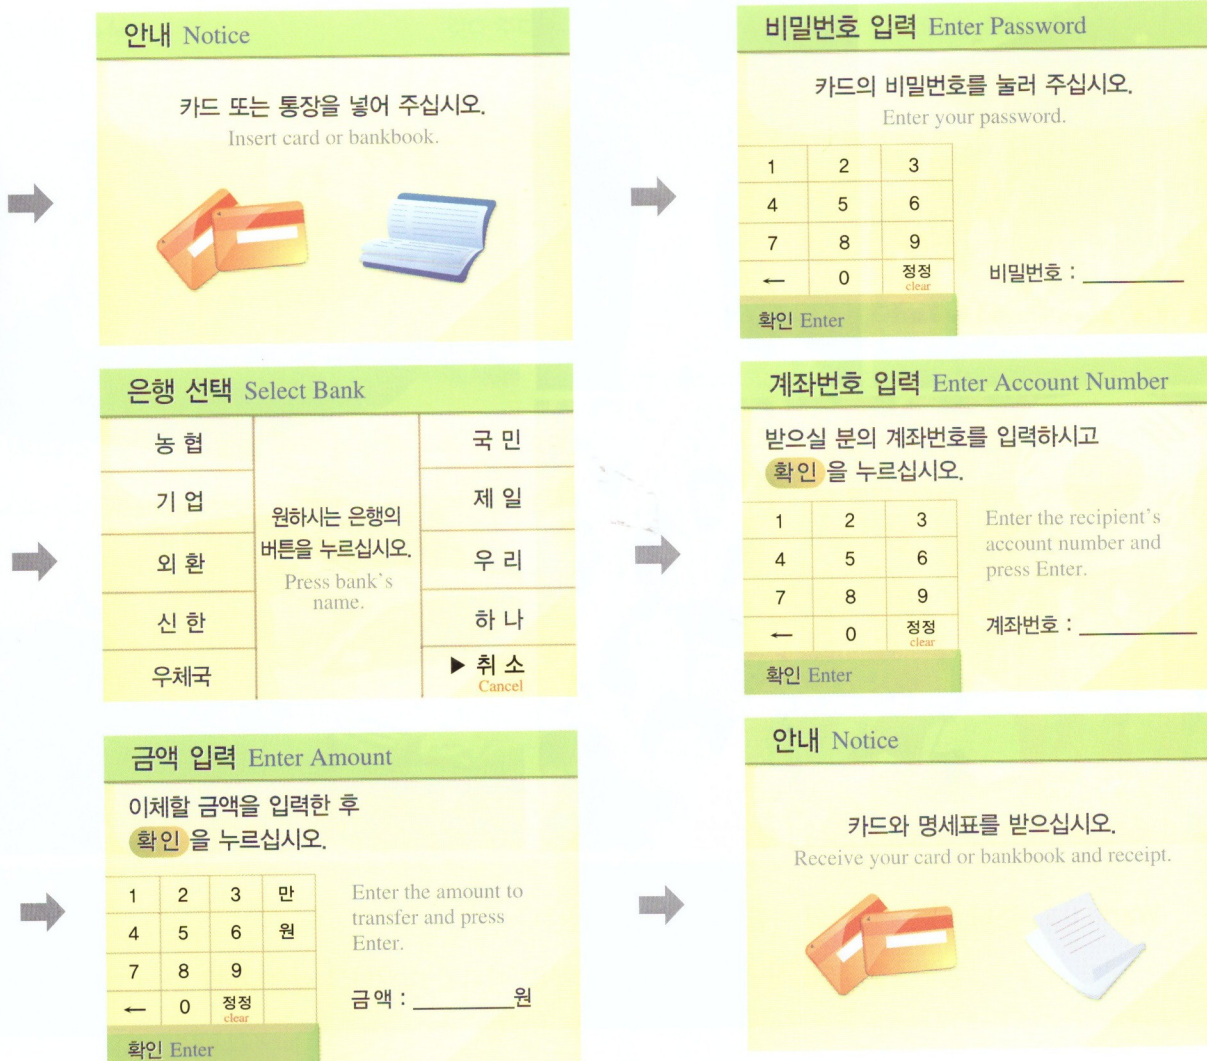 안내 Notice
카드 또는 통장을 넣어 주십시오.
Insert card or bankbook.
비밀번호 입력 Enter Password
카드의 비밀번호를 눌러 주십시오.
Enter your password.
1 2 3
4 5 6
7 8 9
← 0 정정
clear
비밀번호 : ________
확인 Enter
은행 선택 Select Bank
농 협
기 업
외 환
신 한
우체국
원하시는 은행의
버튼을 누르십시오.
Press bank's
name.
국 민
제 일
우 리
하 나
▶ 취 소
Cancel
계좌번호 입력 Enter Account Number
받으실 분의 계좌번호를 입력하시고
확인 을 누르십시오.
1 2 3
4 5 6
7 8 9
← 0 정정
clear
확인 Enter
Enter the recipient's
account number and
press Enter.
계좌번호 : ________
금액 입력 Enter Amount
이체할 금액을 입력한 후
확인 을 누르십시오.
1 2 3 만
4 5 6 원
7 8 9
← 0 정정
clear
확인 Enter
Enter the amount to
transfer and press
Enter.
금액 : ________원
안내 Notice
카드와 명세표를 받으십시오.
Receive your card or bankbook and receipt.